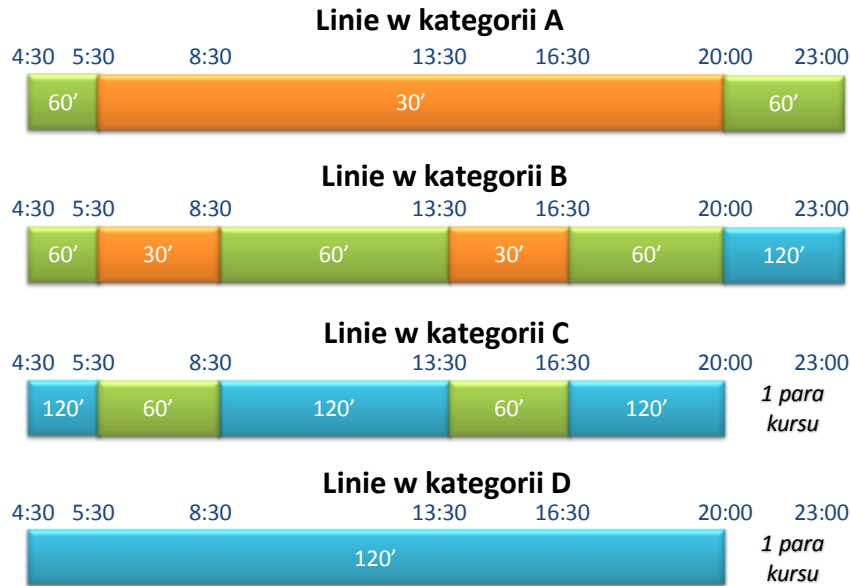 Linie w kategorii A
4:30 5:30 8:30 13:30 16:30 20:00 23:00
60’ 30’ 60’
Linie w kategorii B
4:30 5:30 8:30 13:30 16:30 20:00 23:00
60’ 30’ 60’ 30’ 60’ 120’
Linie w kategorii C
4:30 5:30 8:30 13:30 16:30 20:00 23:00
120’ 60’ 120’ 60’ 120’ 1 para
kursu
Linie w kategorii D
4:30 5:30 8:30 13:30 16:30 20:00 23:00
120’ 1 para
kursu